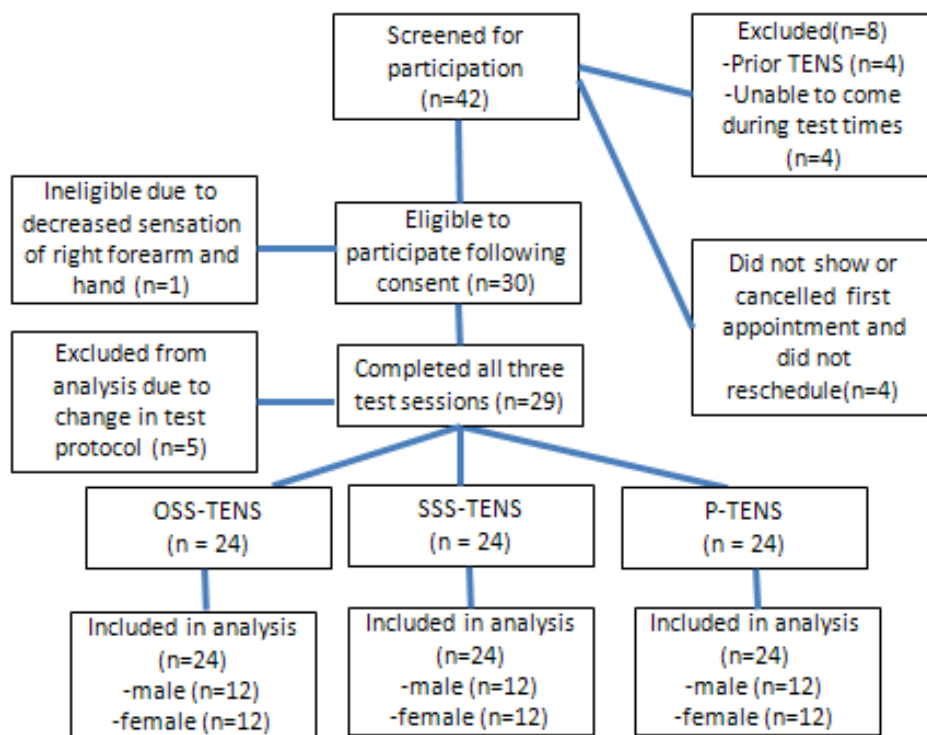 Screened for
participation
(n=42)
Excluded(n=8)
-Prior TENS (n=4)
-Unable to come
during test times
(n=4)
Ineligible due to
decreased sensation
of right forearm and
hand (n=1)
Eligible to
participate following
consent (n=30)
Did not show or
cancelled first
appointment and
did not
reschedule(n=4)
Excluded from
analysis due to
change in test
protocol (n=5)
Completed all three
test sessions (n=29)
OSS-TENS
(n = 24)
SSS-TENS
(n = 24)
P-TENS
(n = 24)
Included in analysis
(n=24)
-male (n=12)
-female (n=12)
Included in analysis
(n=24)
-male (n=12)
-female (n=12)
Included in analysis
(n=24)
-male (n=12)
-female (n=12)